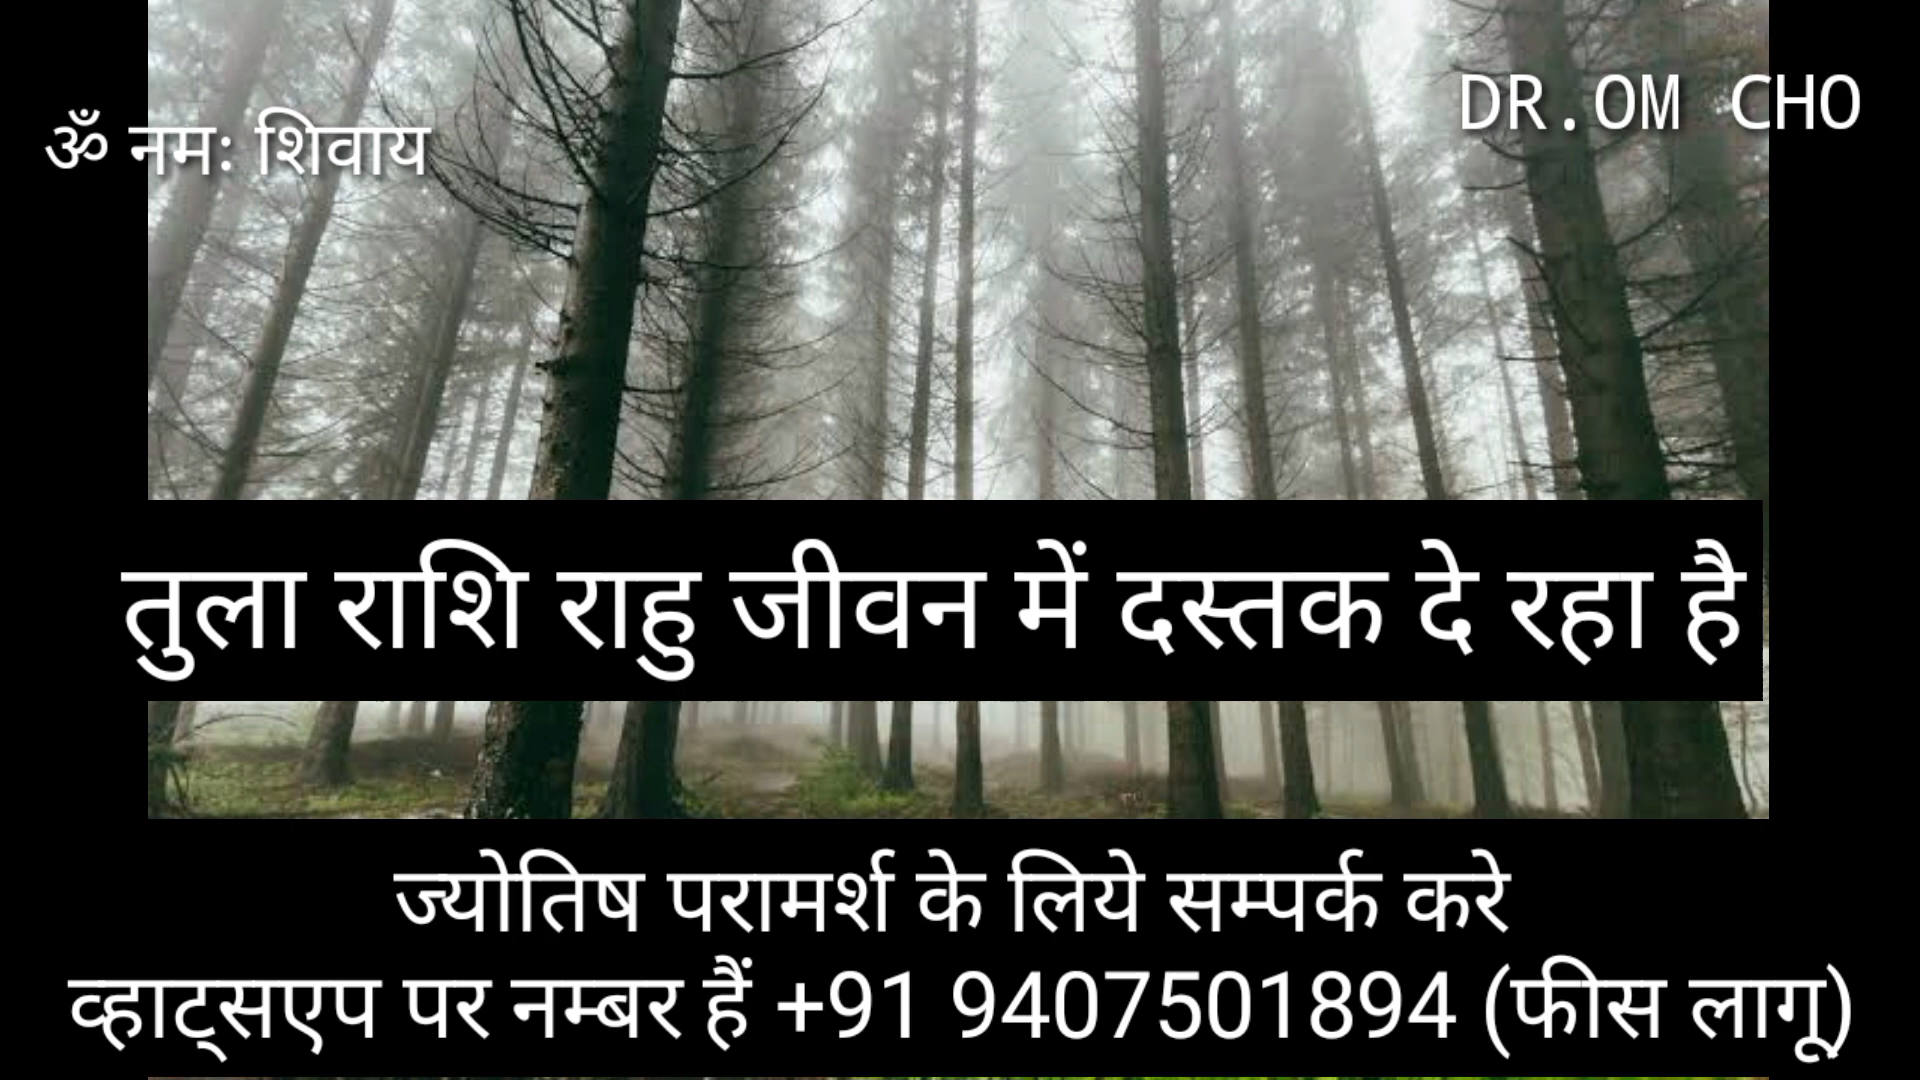 ॐ नमः शिवाय
DR.OM CHO
तुला राशि राहु जीवन में दस्तक दे रहा है
ज्योतिष परामर्श के लिये सम्पर्क करे
व्हाट्सएप पर नम्बर हैं +91 9407501894 (फीस लागू)